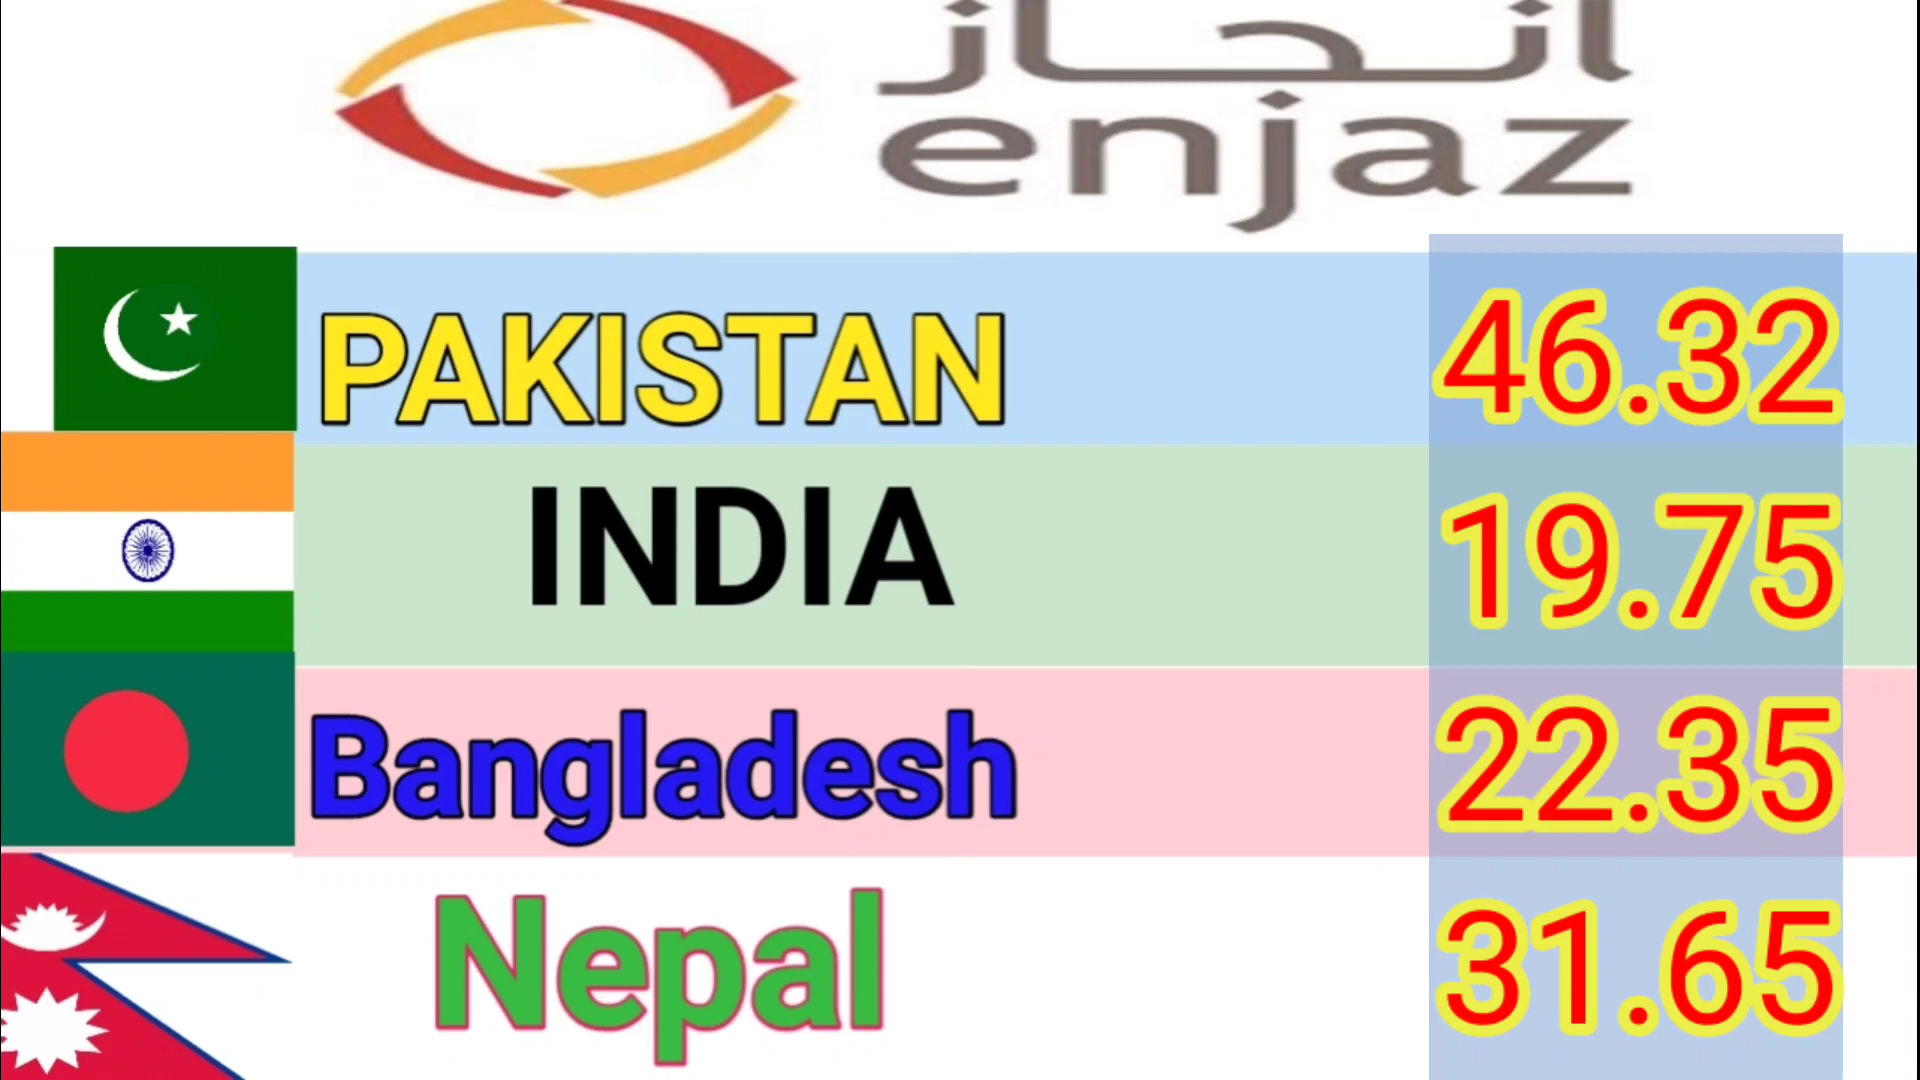 انجاز
enjaz
PAKISTAN 46.32
INDIA 19.75
Bangladesh 22.35
Nepal 31.65